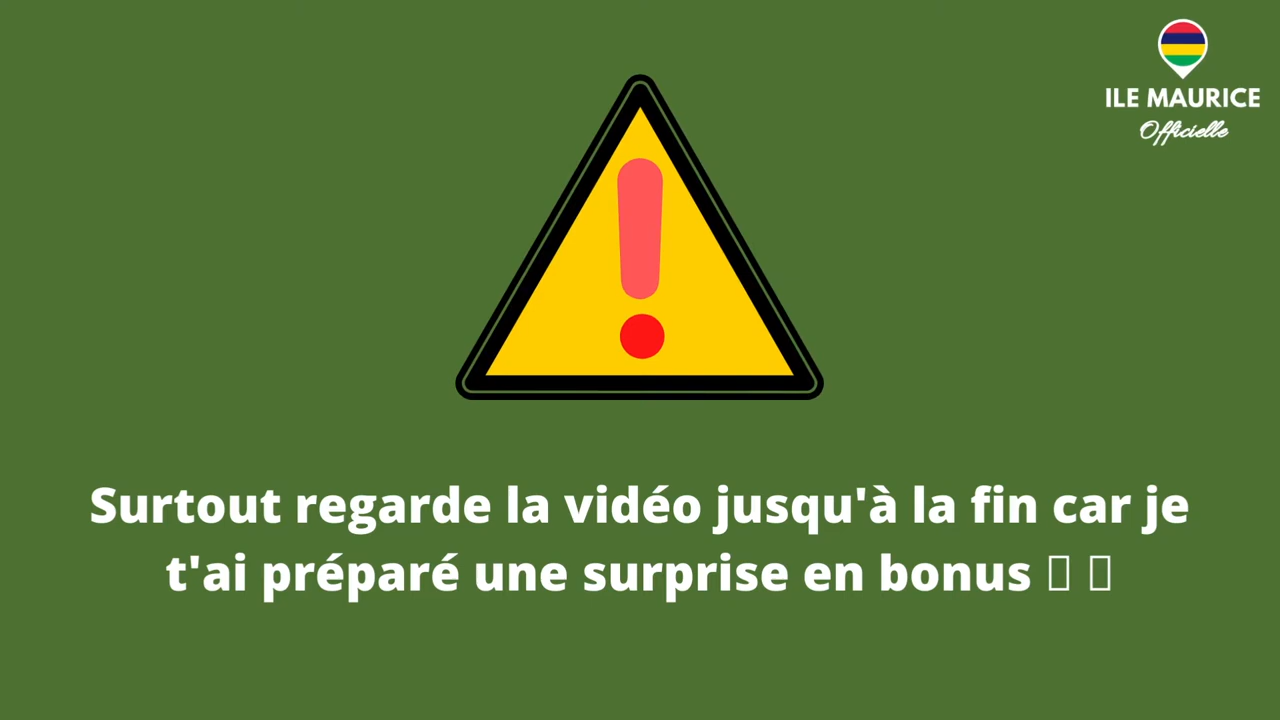 ILE MAURICE
Officielle
Surtout regarde la vidéo jusqu'à la fin car je
t'ai préparé une surprise en bonus